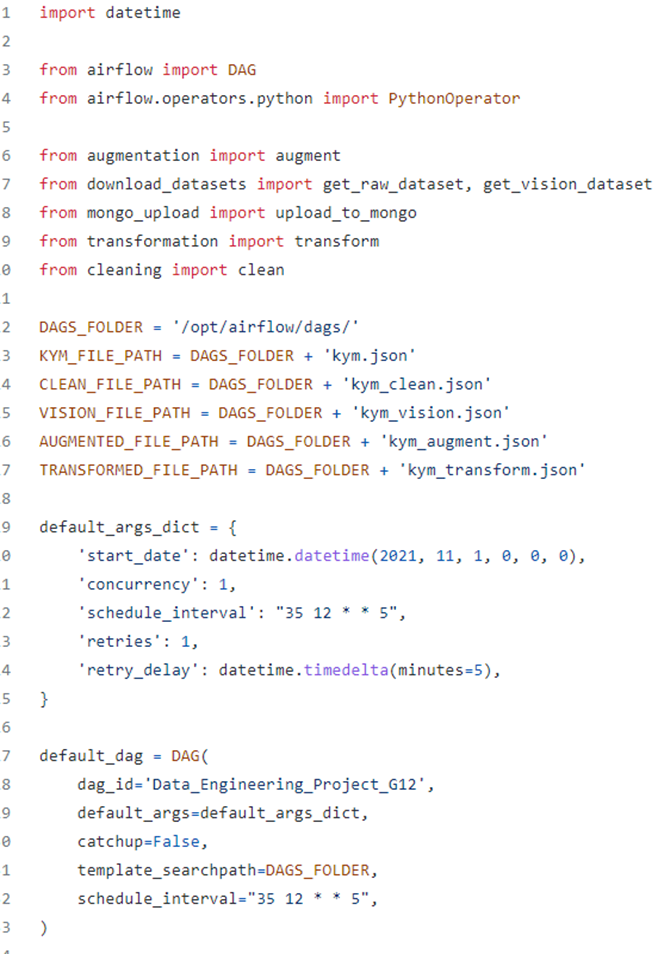 1 import datetime
2
3 from airflow import DAG
4 from airflow.operators.python import PythonOperator
5
6 from augmentation import augment
7 from download_datasets import get_raw_dataset, get_vision_dataset
8 from mongo_upload import upload_to_mongo
9 from transformation import transform
0 from cleaning import clean
1
2 DAGS_FOLDER = '/opt/airflow/dags/'
3 KYM_FILE_PATH = DAGS_FOLDER + 'kym.json'
4 CLEAN_FILE_PATH = DAGS_FOLDER + 'kym_clean.json'
5 VISION_FILE_PATH = DAGS_FOLDER + 'kym_vision.json'
6 AUGMENTED_FILE_PATH = DAGS_FOLDER + 'kym_augment.json'
7 TRANSFORMED_FILE_PATH = DAGS_FOLDER + 'kym_transform.json'
8
9 default_args_dict = {
0     'start_date': datetime.datetime(2021, 11, 1, 0, 0, 0),
1     'concurrency': 1,
2     'schedule_interval': "35 12 * * 5",
3     'retries': 1,
4     'retry_delay': datetime.timedelta(minutes=5),
5 }
6
7 default_dag = DAG(
8     dag_id='Data_Engineering_Project_G12',
9     default_args=default_args_dict,
0     catchup=False,
1     template_searchpath=DAGS_FOLDER,
2     schedule_interval="35 12 * * 5",
3 )